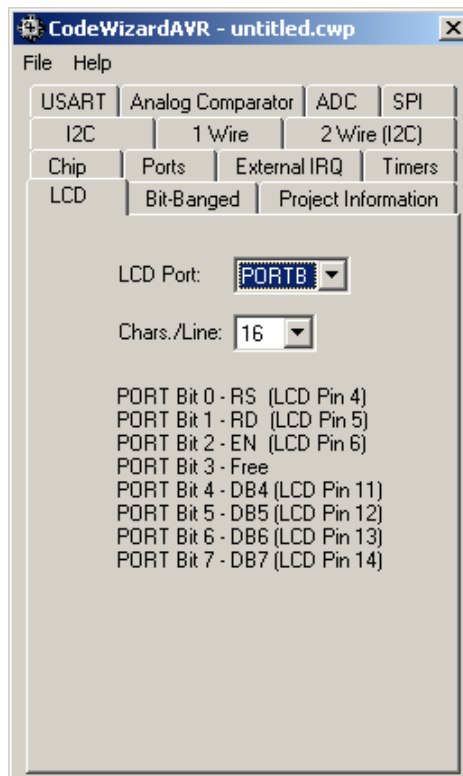 CodeWizardAVR - untitled.cwp
File Help
USART Analog Comparator ADC SPI
I2C 1 Wire 2 Wire (I2C)
Chip Ports External IRQ Timers
LCD Bit-Banged Project Information
LCD Port: PORTB
Chars./Line: 16
PORT Bit 0 - RS (LCD Pin 4)
PORT Bit 1 - RD (LCD Pin 5)
PORT Bit 2 - EN (LCD Pin 6)
PORT Bit 3 - Free
PORT Bit 4 - DB4 (LCD Pin 11)
PORT Bit 5 - DB5 (LCD Pin 12)
PORT Bit 6 - DB6 (LCD Pin 13)
PORT Bit 7 - DB7 (LCD Pin 14)